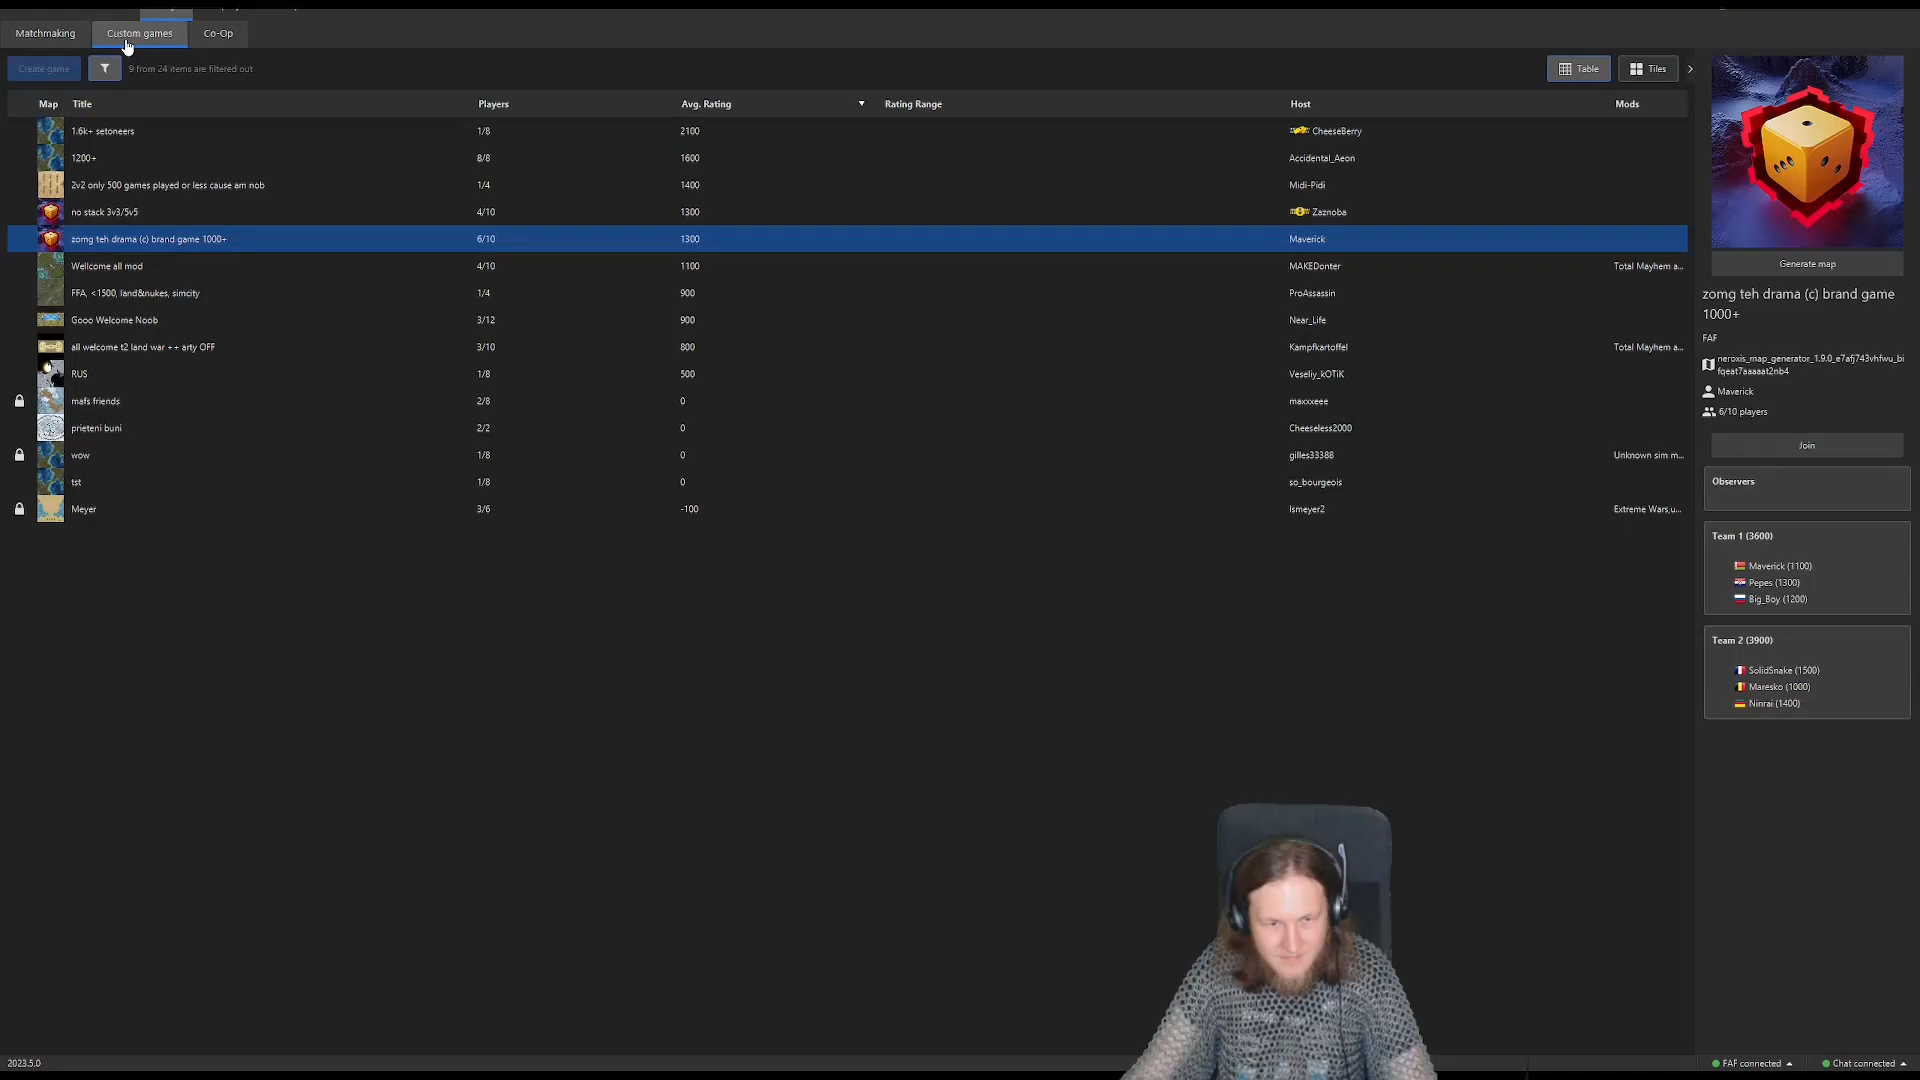 Matchmaking Custom games Co-Op
Create game 9 from 24 items are filtered out Table Tiles
Map Title Players Avg. Rating Rating Range Host Mods
1.6k+ setoneers 1/8 2100 CheeseBerry
1200+ 8/8 1600 Accidental_Aeon
2v2 only 500 games played or less cause am nob 1/4 1400 Midi-Pidi
no stack 3v3/5v5 4/10 1300 Zaznoba
zomg teh drama (c) brand game 1000+ 6/10 1300 Maverick
Wellcome all mod 4/10 1100 MAKEDonter Total Mayhem a...
FFA, <1500, land&nukes, simcity 1/4 900 ProAssassin
Gooo Welcome Noob 3/12 900 Near_Life
all welcome t2 land war ++ arty OFF 3/10 800 Kampfkartoffel Total Mayhem a...
RUS 1/8 500 Veseliy_kOTiK
mafs friends 2/8 0 maxxxeee
prieteni buni 2/2 0 Cheeseless2000
wow 1/8 0 gilles33388 Unknown sim m...
tst 1/8 0 so_bourgeois
Meyer 3/6 -100 lsmeyer2 Extreme Wars,u...
Generate map
zomg teh drama (c) brand game
1000+
FAF
neroxis_map_generator_1.9.0_e7afj743vhfwu_bi
fqeat7aaaaat2nb4
Maverick
6/10 players
Join
Observers
Team 1 (3600)
Maverick (1100)
Pepes (1300)
Big_Boy (1200)
Team 2 (3900)
SolidSnake (1500)
Maresko (1000)
Ninrai (1400)
2023.5.0 FAF connected Chat connected